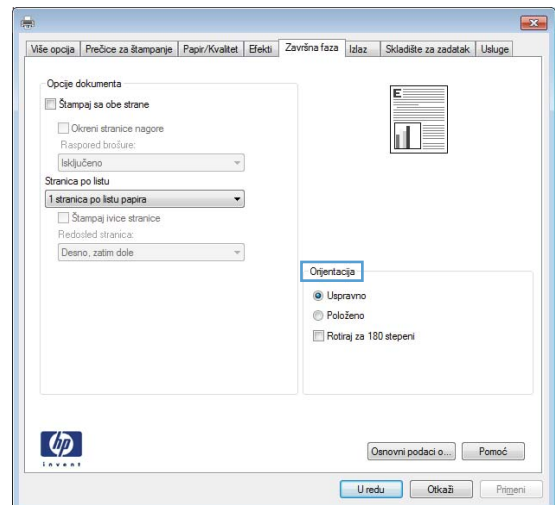 Više opcija Prečice za štampanje Papir/Kvalitet Efekti Završna faza Izlaz Skladište za zadatak Usluge
Opcije dokumenta
Štampaj sa obe strane
Okreni stranice nagore
Raspored brošure:
Isključeno
Stranica po listu
1 stranica po listu papira
Štampaj ivice stranice
Redosled stranica:
Desno, zatim dole
E
Orijentacija
Uspravno
Položeno
Rotiraj za 180 stepeni
hp
invent
Osnovni podaci o... Pomoć
U redu Otkaži Primeni